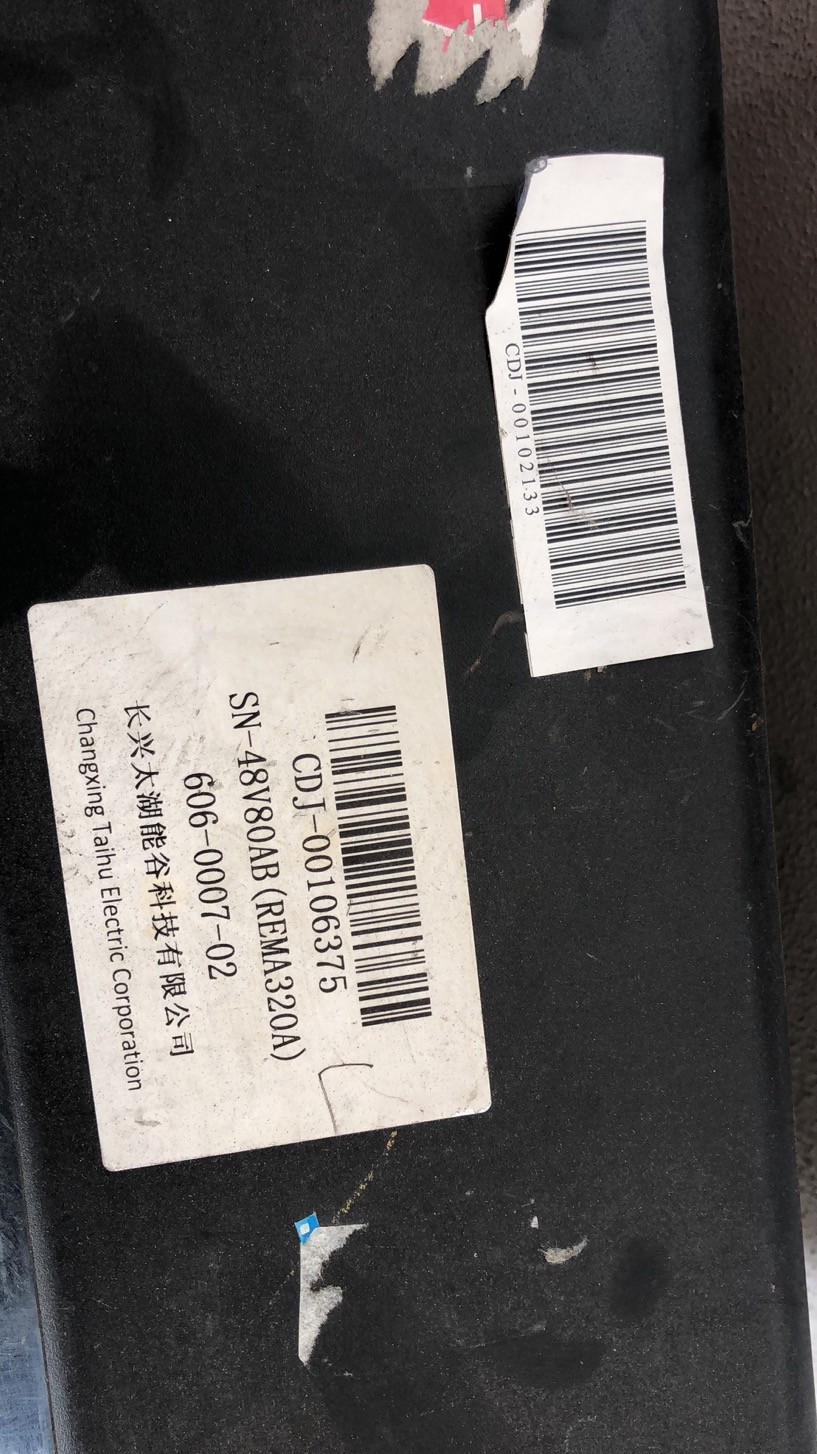 CDJ-00102133
CDJ-00106375
SN-48V80AB(REMA320A)
606-0007-02
长兴太湖能谷科技有限公司
Changxing Taihu Electric Corporation